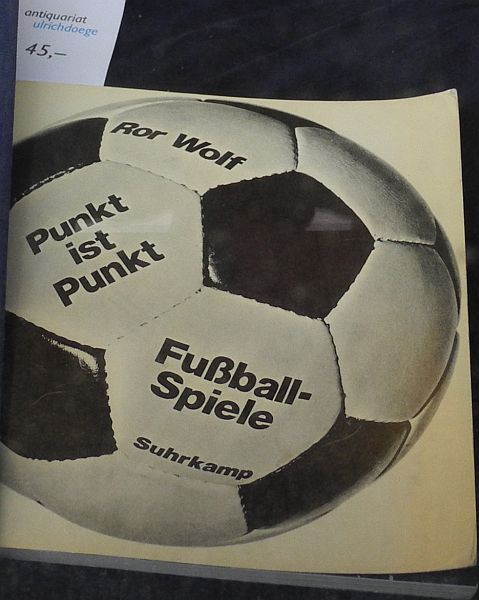 antiquariat
ulrichdoege
45,–
Ror Wolf
Punkt
ist
Punkt
Fußball-
Spiele
Suhrkamp